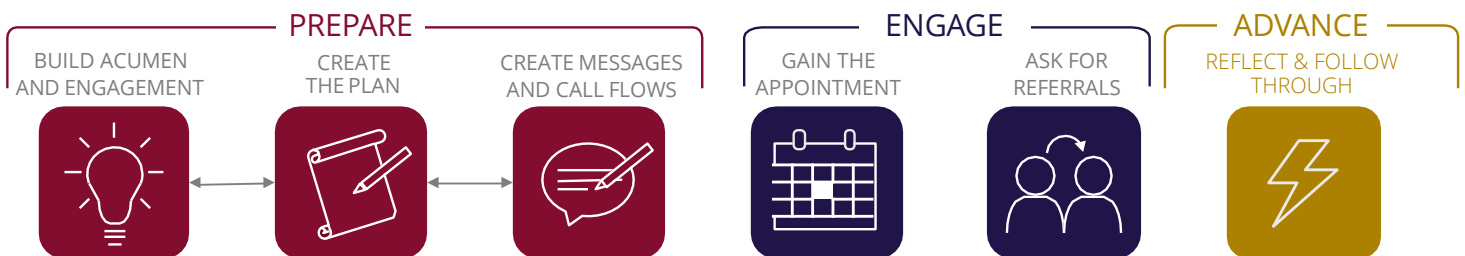 PREPARE
BUILD ACUMEN
AND ENGAGEMENT
CREATE
THE PLAN
CREATE MESSAGES
AND CALL FLOWS
ENGAGE
GAIN THE
APPOINTMENT
ASK FOR
REFERRALS
ADVANCE
REFLECT & FOLLOW
THROUGH